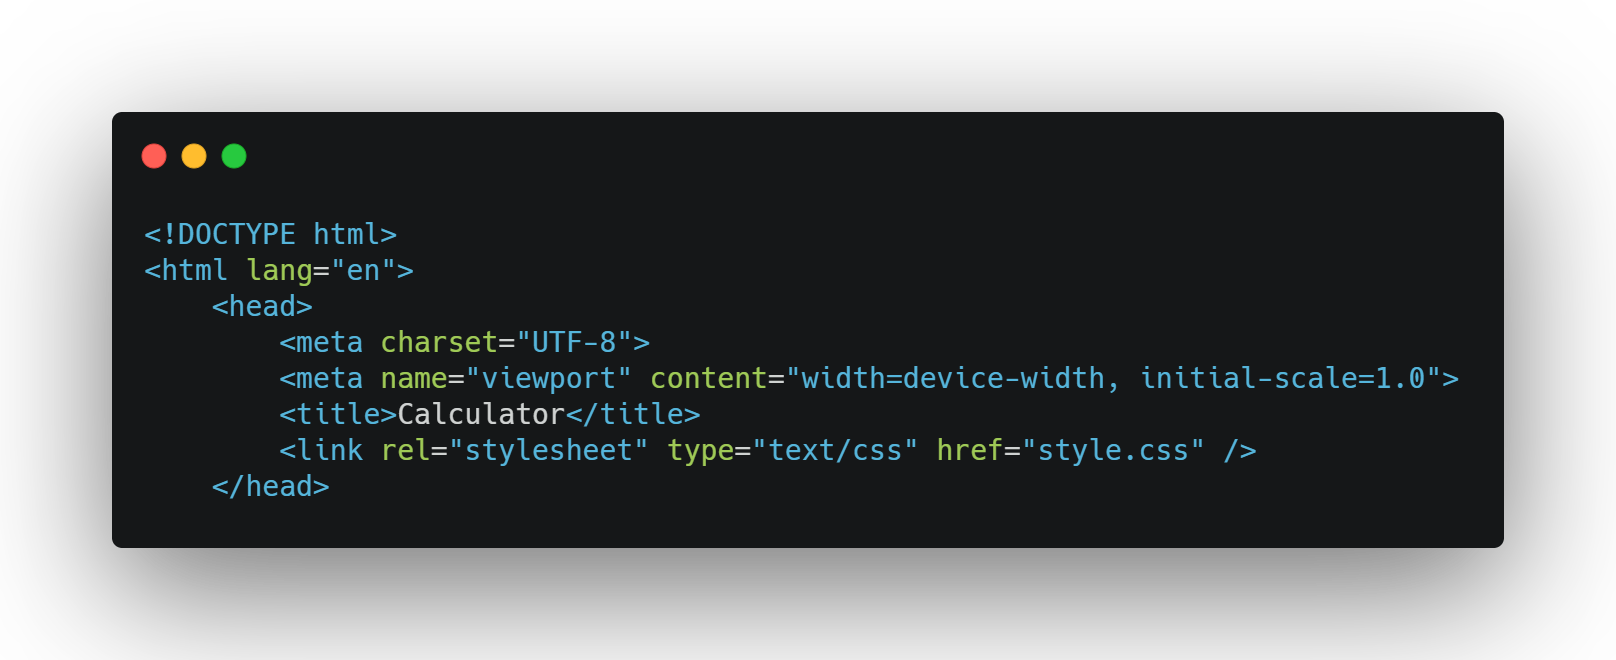 <!DOCTYPE html>
<html lang="en">
    <head>
        <meta charset="UTF-8">
        <meta name="viewport" content="width=device-width, initial-scale=1.0">
        <title>Calculator</title>
        <link rel="stylesheet" type="text/css" href="style.css" />
    </head>